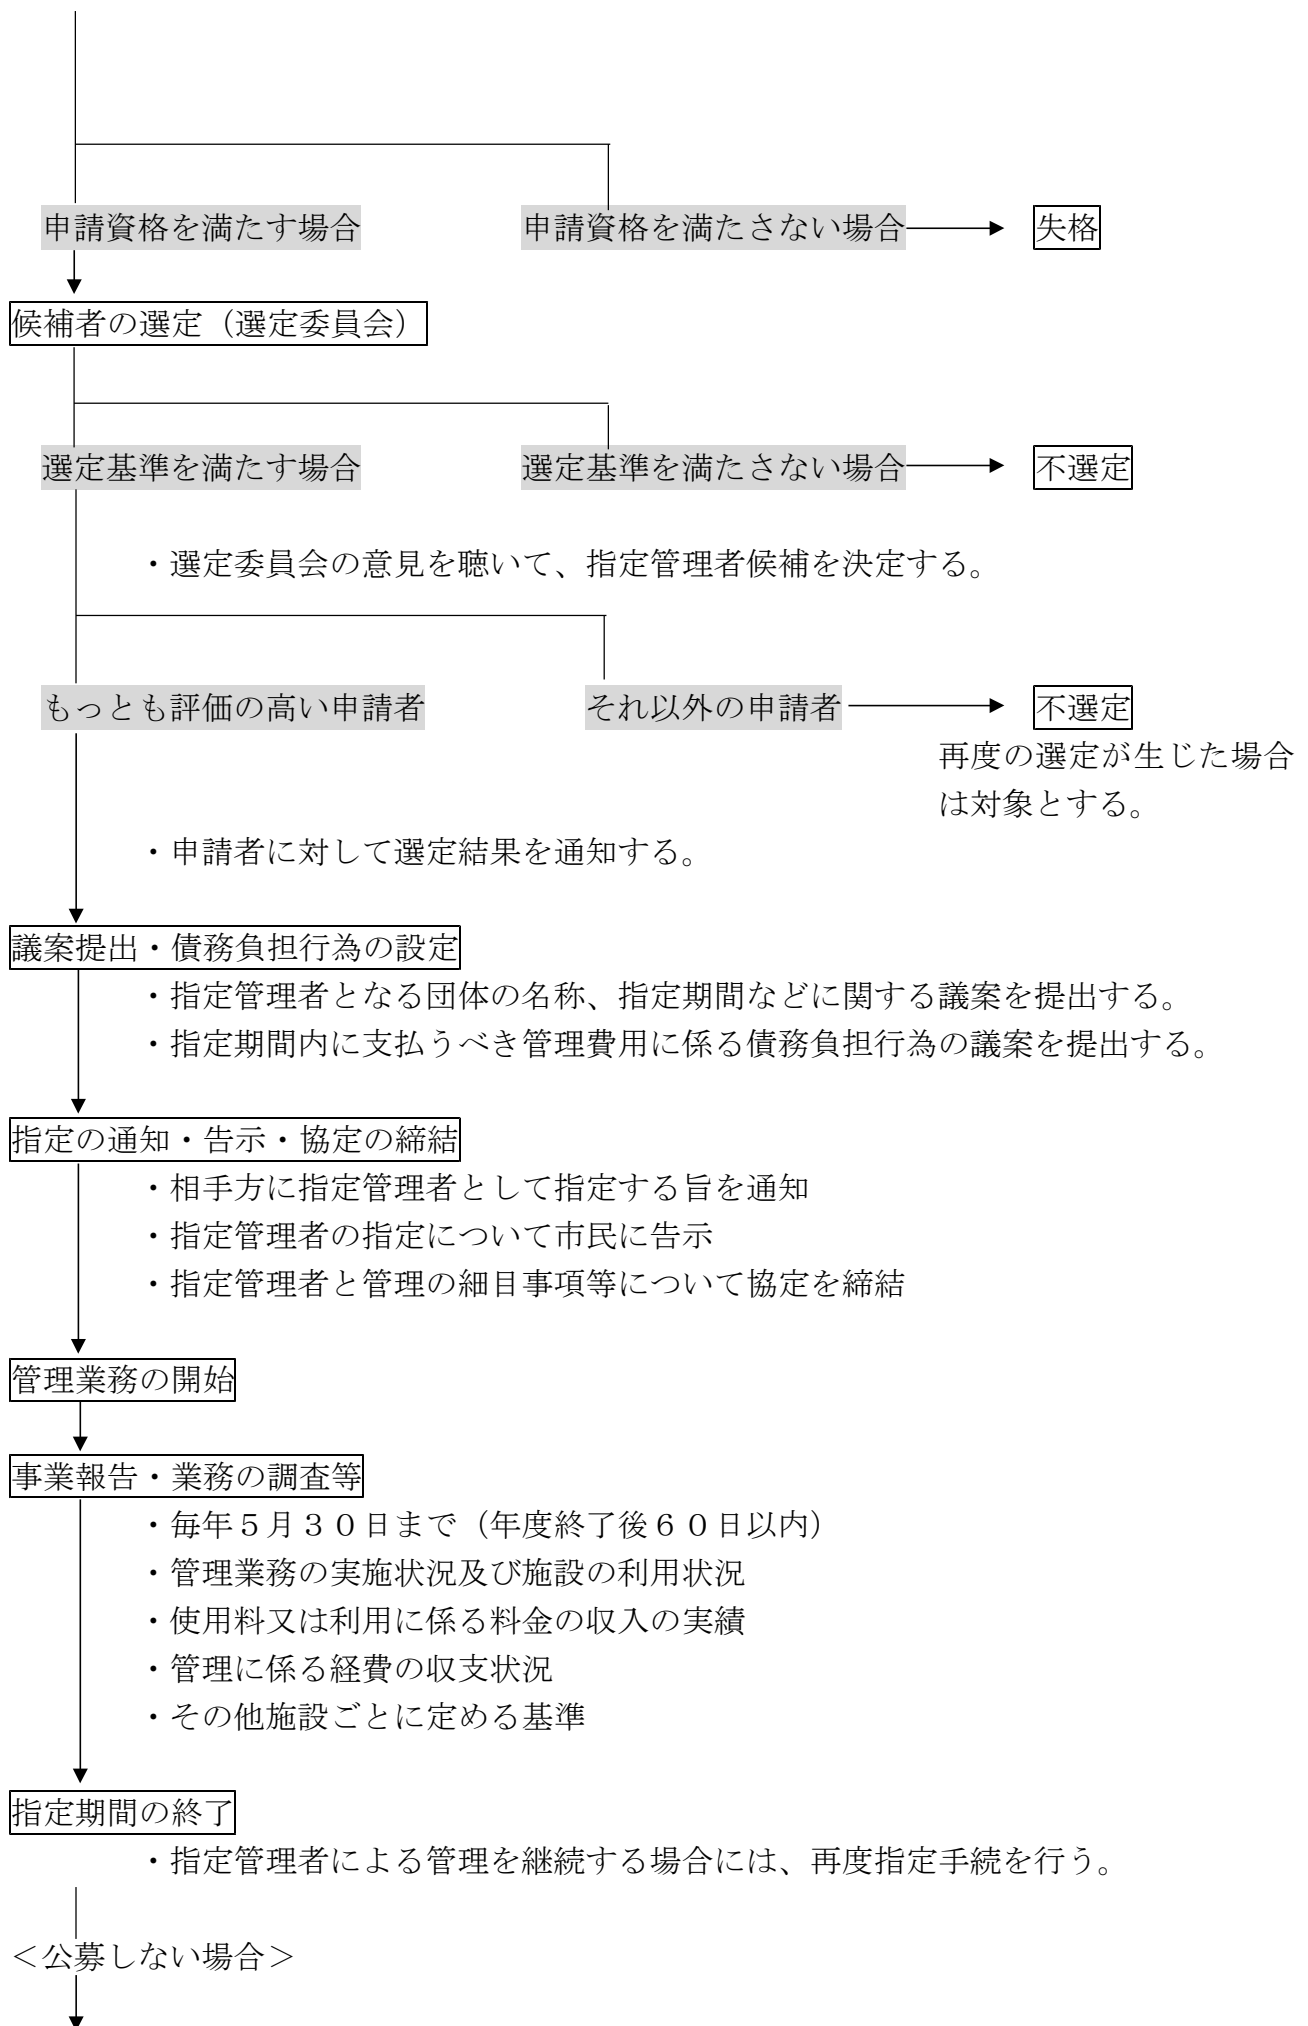 申請資格を満たす場合
申請資格を満たさない場合
失格
候補者の選定（選定委員会）
選定基準を満たす場合
選定基準を満たさない場合
不選定
・選定委員会の意見を聴いて、指定管理者候補を決定する。
もっとも評価の高い申請者
それ以外の申請者
不選定
再度の選定が生じた場合
は対象とする。
・申請者に対して選定結果を通知する。
議案提出・債務負担行為の設定
・指定管理者となる団体の名称、指定期間などに関する議案を提出する。
・指定期間内に支払うべき管理費用に係る債務負担行為の議案を提出する。
指定の通知・告示・協定の締結
・相手方に指定管理者として指定する旨を通知
・指定管理者の指定について市民に告示
・指定管理者と管理の細目事項等について協定を締結
管理業務の開始
事業報告・業務の調査等
・毎年５月３０日まで（年度終了後６０日以内）
・管理業務の実施状況及び施設の利用状況
・使用料又は利用に係る料金の収入の実績
・管理に係る経費の収支状況
・その他施設ごとに定める基準
指定期間の終了
・指定管理者による管理を継続する場合には、再度指定手続を行う。
＜公募しない場合＞